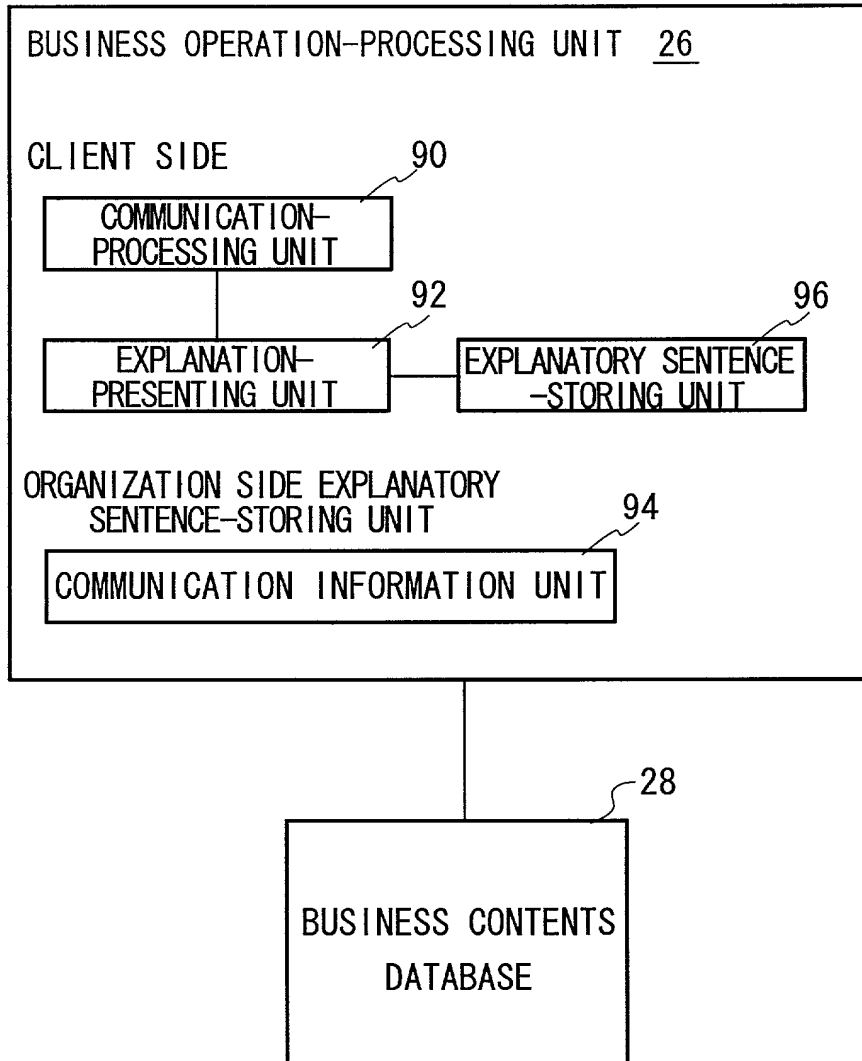 BUSINESS OPERATION-PROCESSING UNIT 26
CLIENT SIDE
90
COMMUNICATION-
PROCESSING UNIT
92
EXPLANATION-
PRESENTING UNIT
96
EXPLANATORY SENTENCE
-STORING UNIT
ORGANIZATION SIDE EXPLANATORY
SENTENCE-STORING UNIT
94
COMMUNICATION INFORMATION UNIT
28
BUSINESS CONTENTS
DATABASE